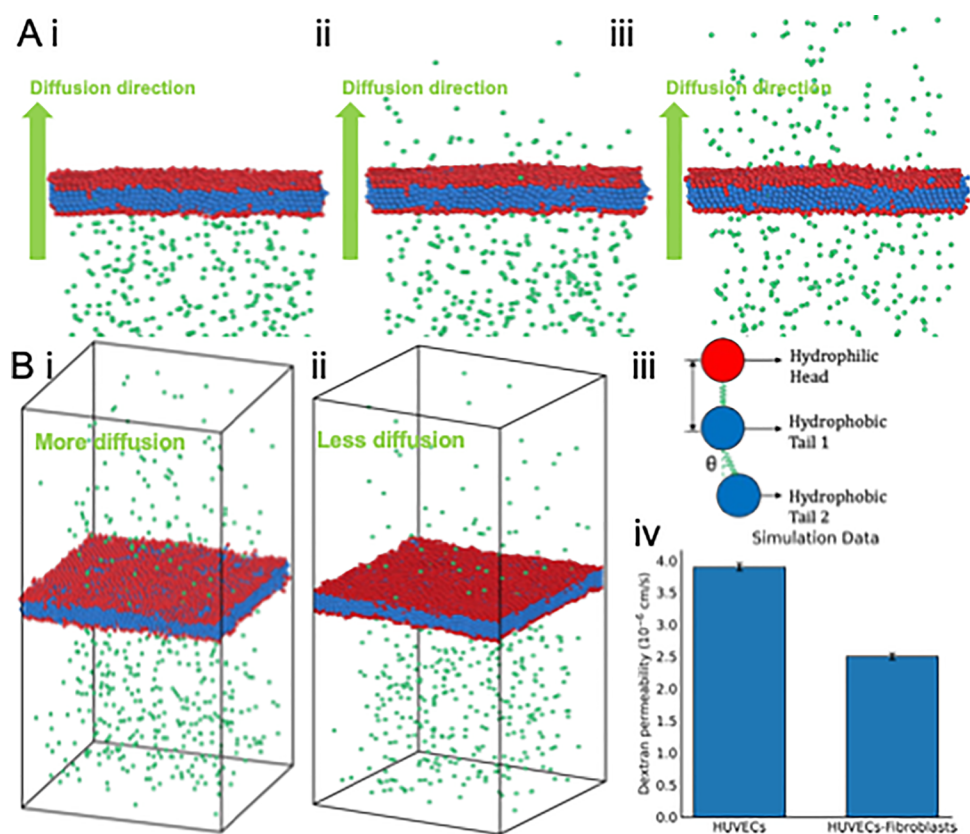 A i
ii
iii
Diffusion direction
Diffusion direction
Diffusion direction
B i
ii
iii
More diffusion
Less diffusion
Hydrophilic
Head
Hydrophobic
Tail 1
θ
Hydrophobic
Tail 2
iv
Simulation Data
Dextran permeability (10⁻⁶ cm/s)
4.0
3.5
3.0
2.5
2.0
1.5
1.0
0.5
0.0
HUVECs
HUVECs-Fibroblasts